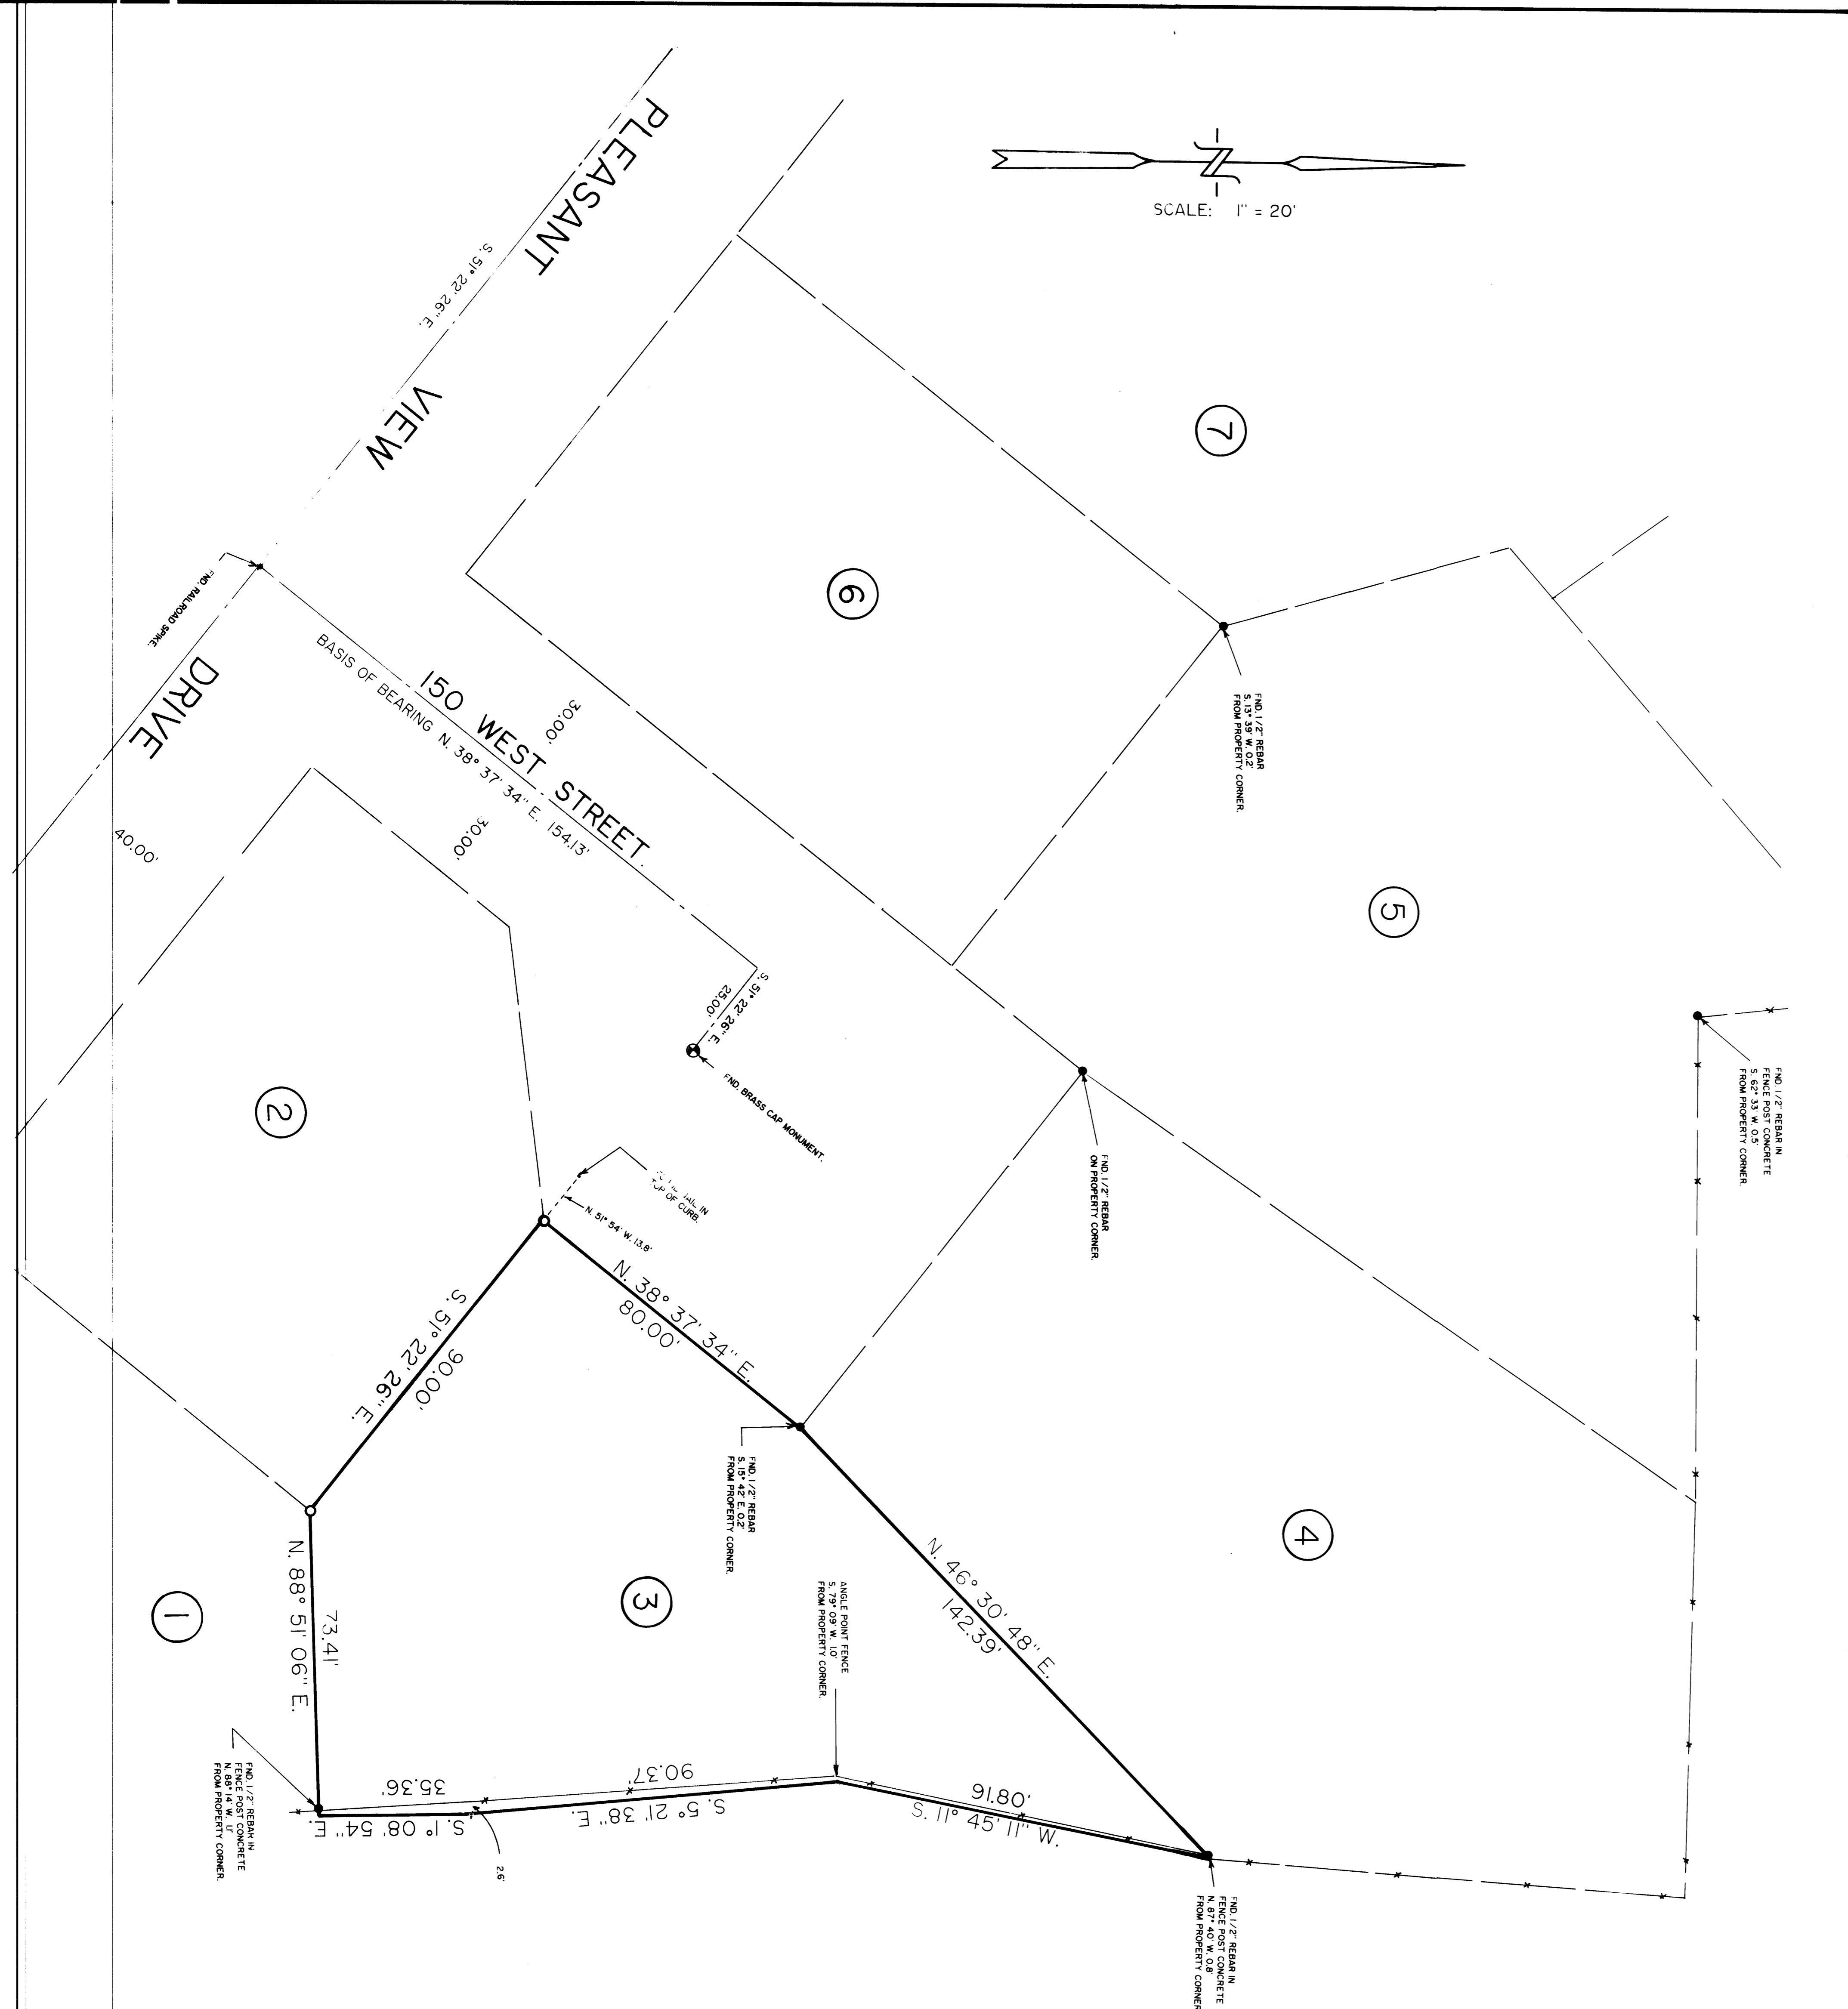 PLEASANT
VIEW
DRIVE
S. 51° 22' 26" E.
N
SCALE: 1" = 20'
7
6
5
4
3
2
1
FND. RAILROAD SPIKE.
150 WEST STREET.
BASIS OF BEARING N. 38° 37' 34" E. 154.13'
30.00'
30.00'
40.00'
S. 51° 22' 26" E.
25.00'
FND. BRASS CAP MONUMENT.
FND. 1/2" REBAR
S. 13° 39' W. 0.2'
FROM PROPERTY CORNER.
FND. 1/2" REBAR IN
FENCE POST CONCRETE
S. 62° 33' W. 0.5'
FROM PROPERTY CORNER.
FND. 1/2" REBAR
ON PROPERTY CORNER.
IN
TOP OF CURB.
N. 51° 54' W. 13.8'
N. 38° 37' 34" E.
80.00'
90.00'
S. 51° 22' 26" E.
FND. 1/2" REBAR
S. 15° 42' E. 0.2'
FROM PROPERTY CORNER.
N. 46° 30' 48" E.
142.39'
ANGLE POINT FENCE
S. 79° 09' W. 1.0'
FROM PROPERTY CORNER.
73.41'
N. 88° 51' 06" E.
FND. 1/2" REBAR IN
FENCE POST CONCRETE
N. 88° 14' W. 1.1'
FROM PROPERTY CORNER.
35.36'
S. 1° 08' 54" E.
90.37'
S. 5° 21' 38" E.
2.6'
91.80'
S. 11° 45' 11" W.
FND. 1/2" REBAR IN
FENCE POST CONCRETE
N. 87° 40' W. 0.8'
FROM PROPERTY CORNER